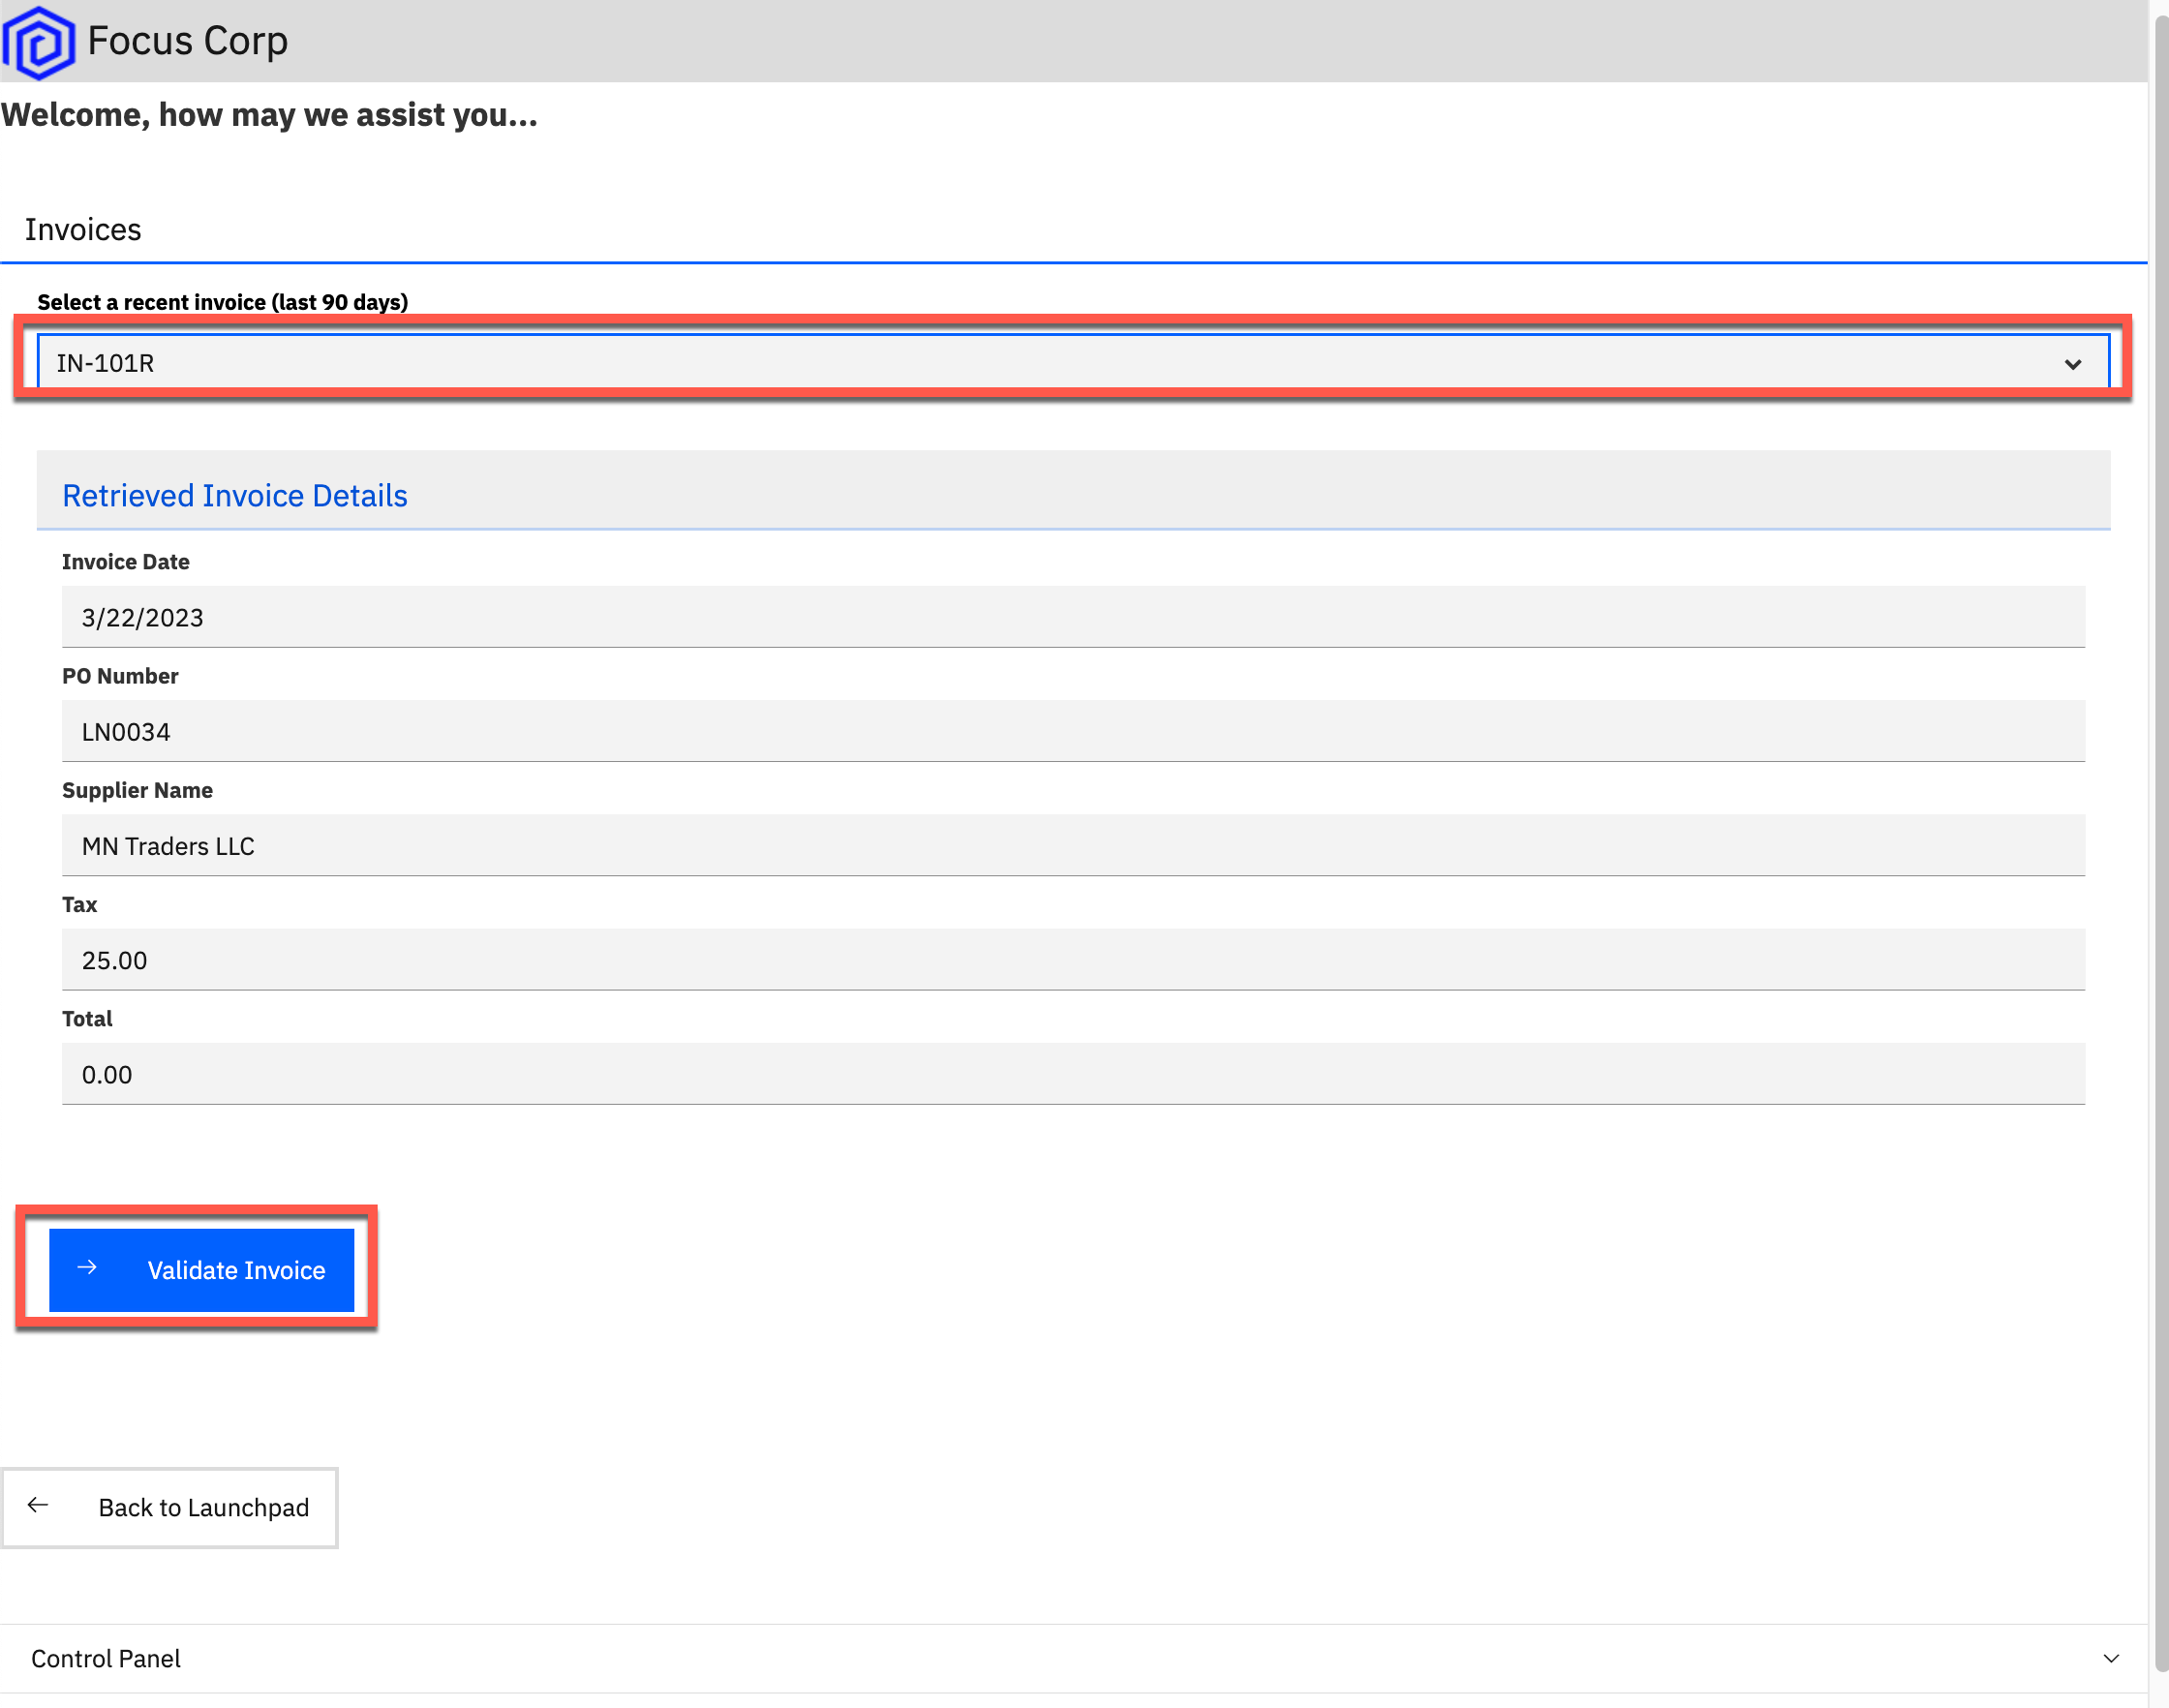 Focus Corp
Welcome, how may we assist you...
Invoices
Select a recent invoice (last 90 days)
IN-101R
Retrieved Invoice Details
Invoice Date
3/22/2023
PO Number
LN0034
Supplier Name
MN Traders LLC
Tax
25.00
Total
0.00
Validate Invoice
Back to Launchpad
Control Panel